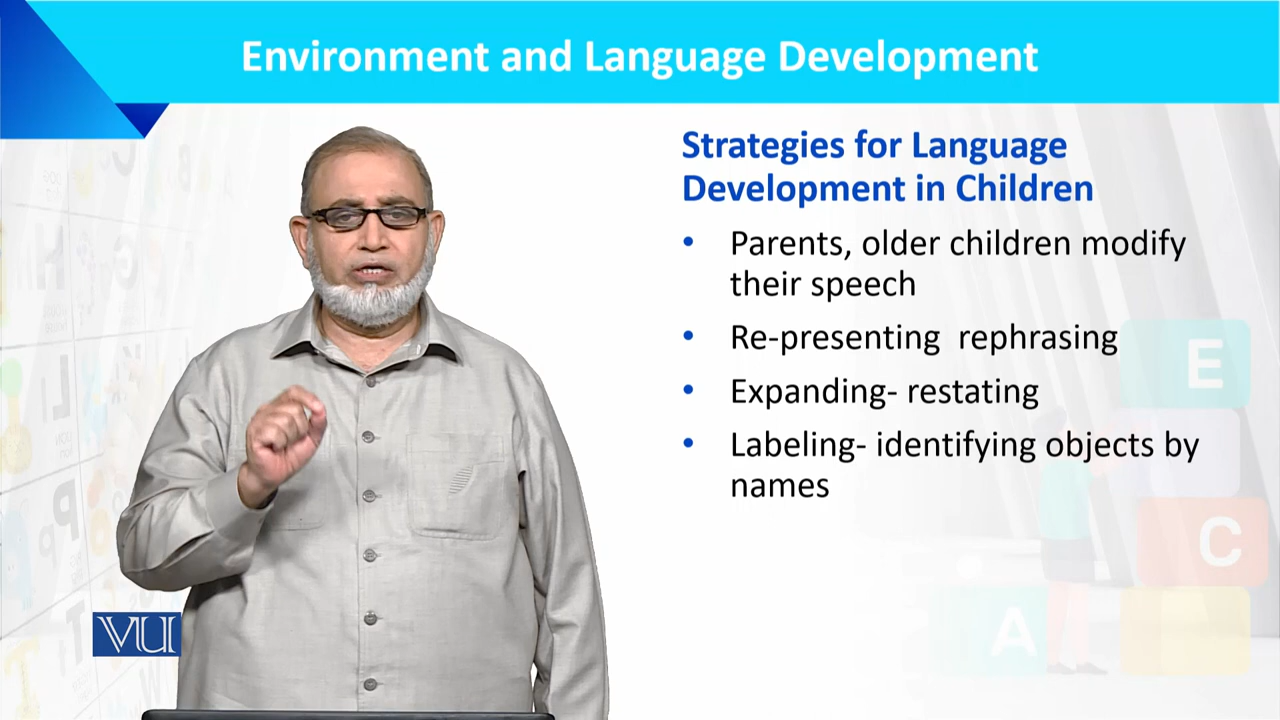 Environment and Language Development
Strategies for Language
Development in Children
• Parents, older children modify
their speech
• Re-presenting  rephrasing
• Expanding- restating
• Labeling- identifying objects by
names
E
C
A
VU